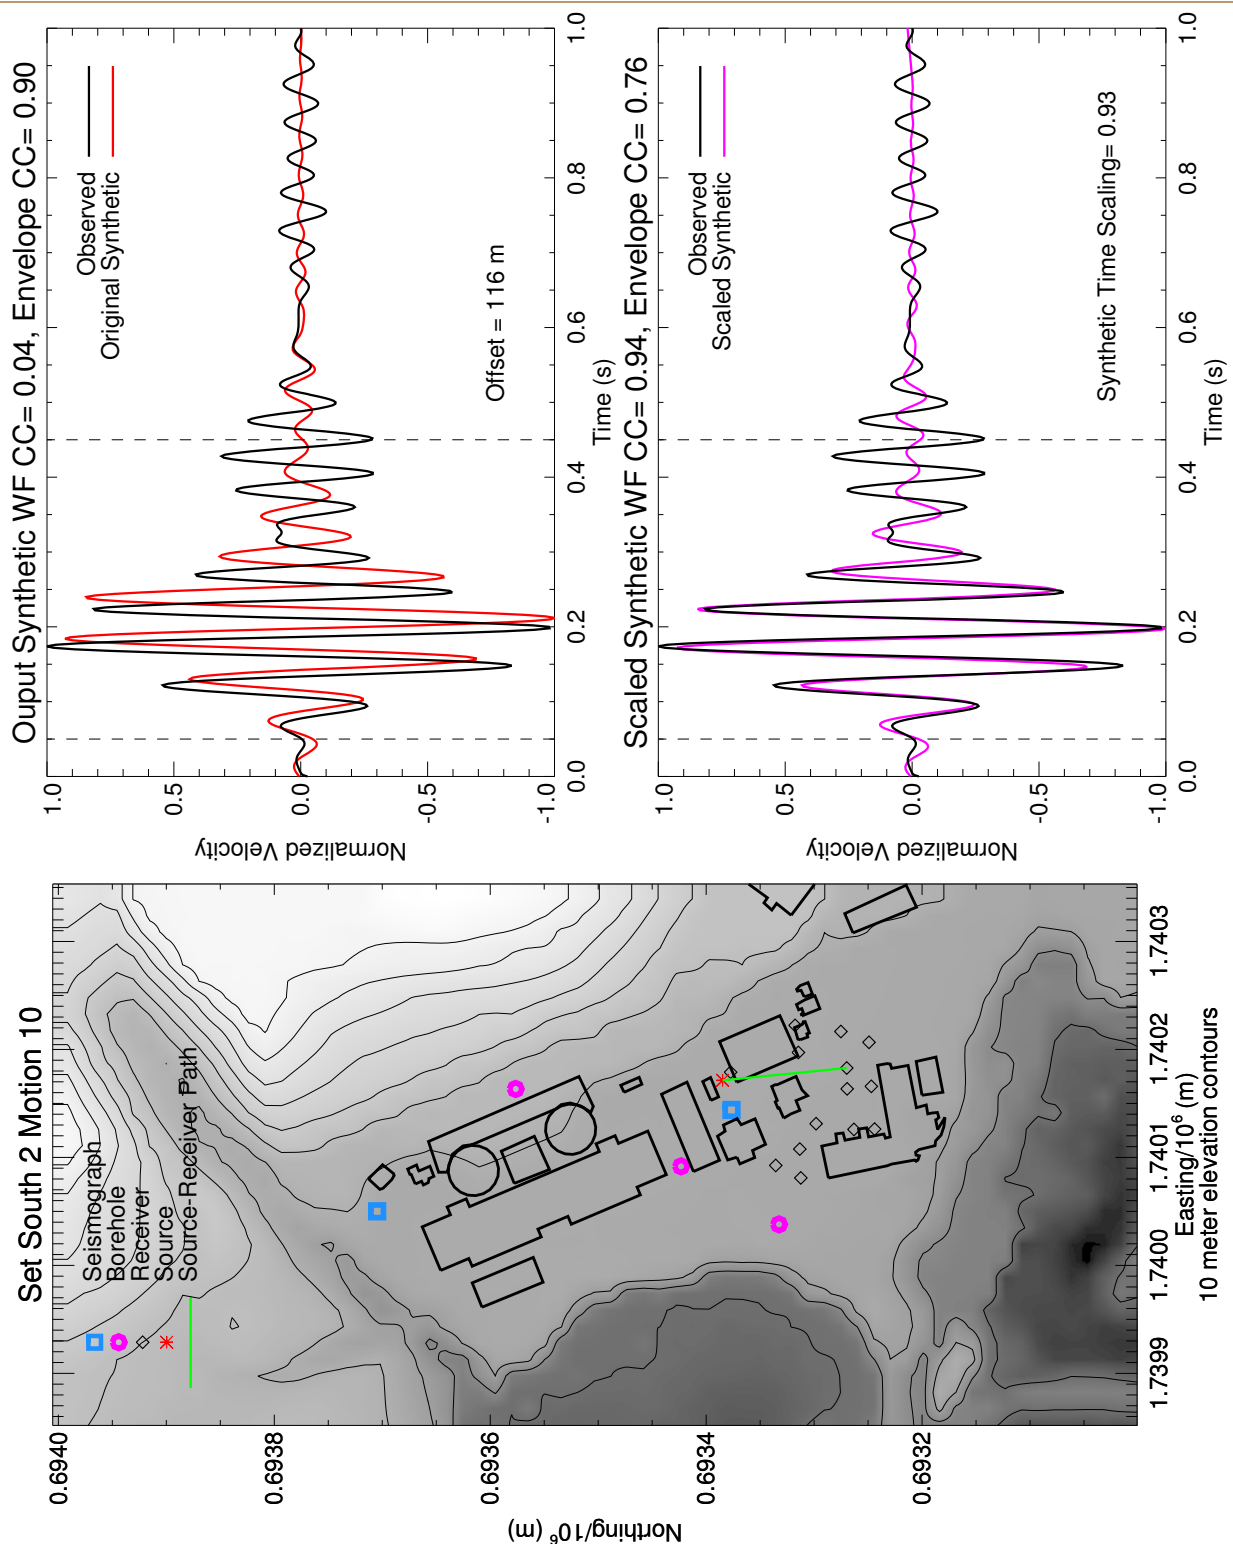 Set South 2 Motion 10
Seismograph
Borehole
Receiver
Source
Source-Receiver Path
0.6940
0.6938
0.6936
0.6934
0.6932
Northing/10⁶ (m)
1.7399
1.7400
1.7401
1.7402
1.7403
Easting/10⁶ (m)
10 meter elevation contours
Ouput Synthetic WF CC= 0.04, Envelope CC= 0.90
Observed
Original Synthetic
Offset = 116 m
1.0
0.5
0.0
-0.5
-1.0
Normalized Velocity
0.0
0.2
0.4
0.6
0.8
1.0
Time (s)
Scaled Synthetic WF CC= 0.94, Envelope CC= 0.76
Observed
Scaled Synthetic
Synthetic Time Scaling= 0.93
1.0
0.5
0.0
-0.5
-1.0
Normalized Velocity
0.0
0.2
0.4
0.6
0.8
1.0
Time (s)